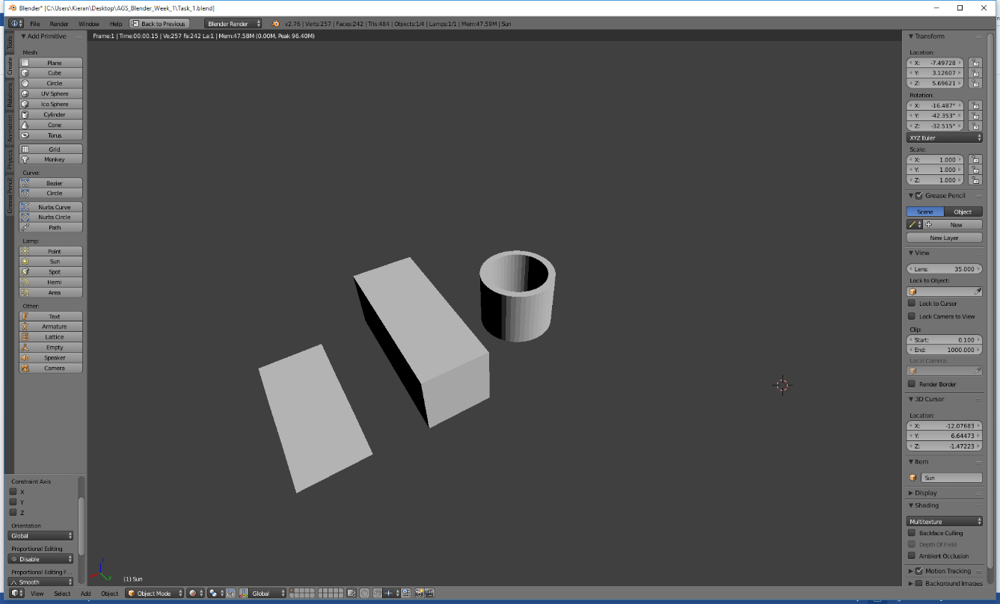 Blender* [C:\Users\Kieran\Desktop\AGS_Blender_Week_1\Task_1.blend]
File Render Window Help Back to Previous Blender Render v2.76 | Verts:257 | Faces:242 | Tris:484 | Objects:1/4 | Lamps:1/1 | Mem:47.59M | Sun
Frame:1 | Time:00:00.15 | Ve:257 Fa:242 La:1 | Mem:47.58M (0.00M, Peak 96.40M)
Tools
Create
Relations
Animation
Physics
Grease Pencil
Add Primitive
Mesh:
Plane
Cube
Circle
UV Sphere
Ico Sphere
Cylinder
Cone
Torus
Grid
Monkey
Curve:
Bezier
Circle
Nurbs Curve
Nurbs Circle
Path
Lamp:
Point
Sun
Spot
Hemi
Area
Other:
Text
Armature
Lattice
Empty
Speaker
Camera
Constraint Axis
X
Y
Z
Orientation
Global
Proportional Editing
Disable
Proportional Editing F...
Smooth
z
y
(1) Sun
Transform
Location:
X: -7.49728
Y: 3.12607
Z: 5.69621
Rotation:
X: -16.487°
Y: -42.353°
Z: -32.515°
XYZ Euler
Scale:
X: 1.000
Y: 1.000
Z: 1.000
Grease Pencil
Scene Object
New
New Layer
View
Lens: 35.000
Lock to Object:
Lock to Cursor
Lock Camera to View
Clip:
Start: 0.100
End: 1000.000
Local Camera:
Render Border
3D Cursor
Location:
X: -12.07683
Y: 6.64473
Z: -1.47223
Item
Sun
Display
Shading
Multitexture
Backface Culling
Depth Of Field
Ambient Occlusion
Motion Tracking
Background Images
View Select Add Object Object Mode Global